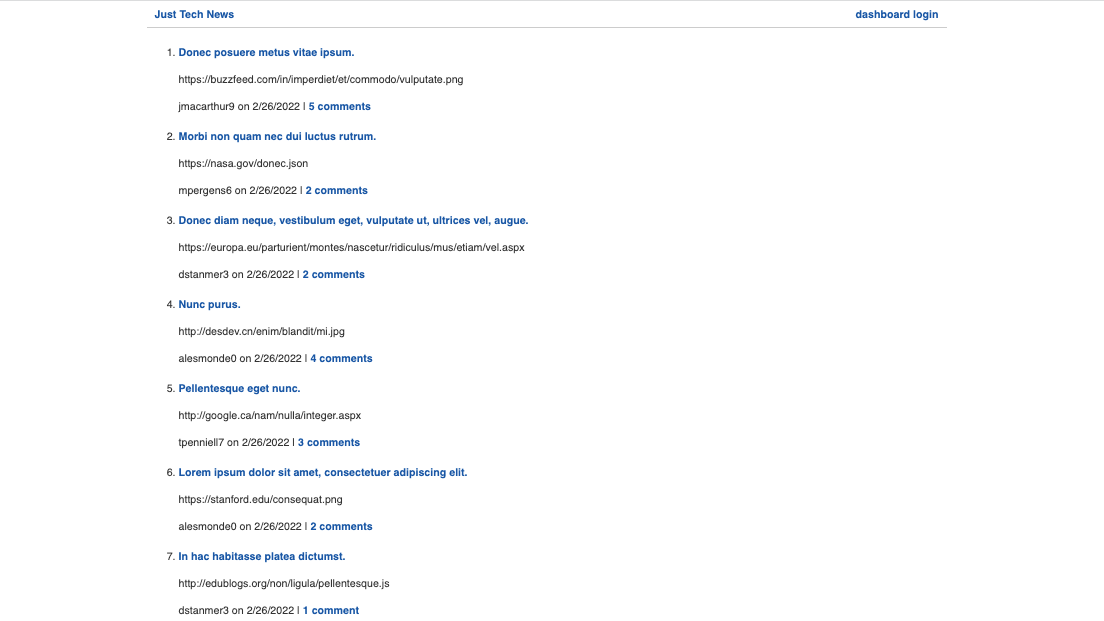 Just Tech News
dashboard login
1. Donec posuere metus vitae ipsum.
https://buzzfeed.com/in/imperdiet/et/commodo/vulputate.png
jmacarthur9 on 2/26/2022 | 5 comments
2. Morbi non quam nec dui luctus rutrum.
https://nasa.gov/donec.json
mpergens6 on 2/26/2022 | 2 comments
3. Donec diam neque, vestibulum eget, vulputate ut, ultrices vel, augue.
https://europa.eu/parturient/montes/nascetur/ridiculus/mus/etiam/vel.aspx
dstanmer3 on 2/26/2022 | 2 comments
4. Nunc purus.
http://desdev.cn/enim/blandit/mi.jpg
alesmonde0 on 2/26/2022 | 4 comments
5. Pellentesque eget nunc.
http://google.ca/nam/nulla/integer.aspx
tpenniell7 on 2/26/2022 | 3 comments
6. Lorem ipsum dolor sit amet, consectetuer adipiscing elit.
https://stanford.edu/consequat.png
alesmonde0 on 2/26/2022 | 2 comments
7. In hac habitasse platea dictumst.
http://edublogs.org/non/ligula/pellentesque.js
dstanmer3 on 2/26/2022 | 1 comment